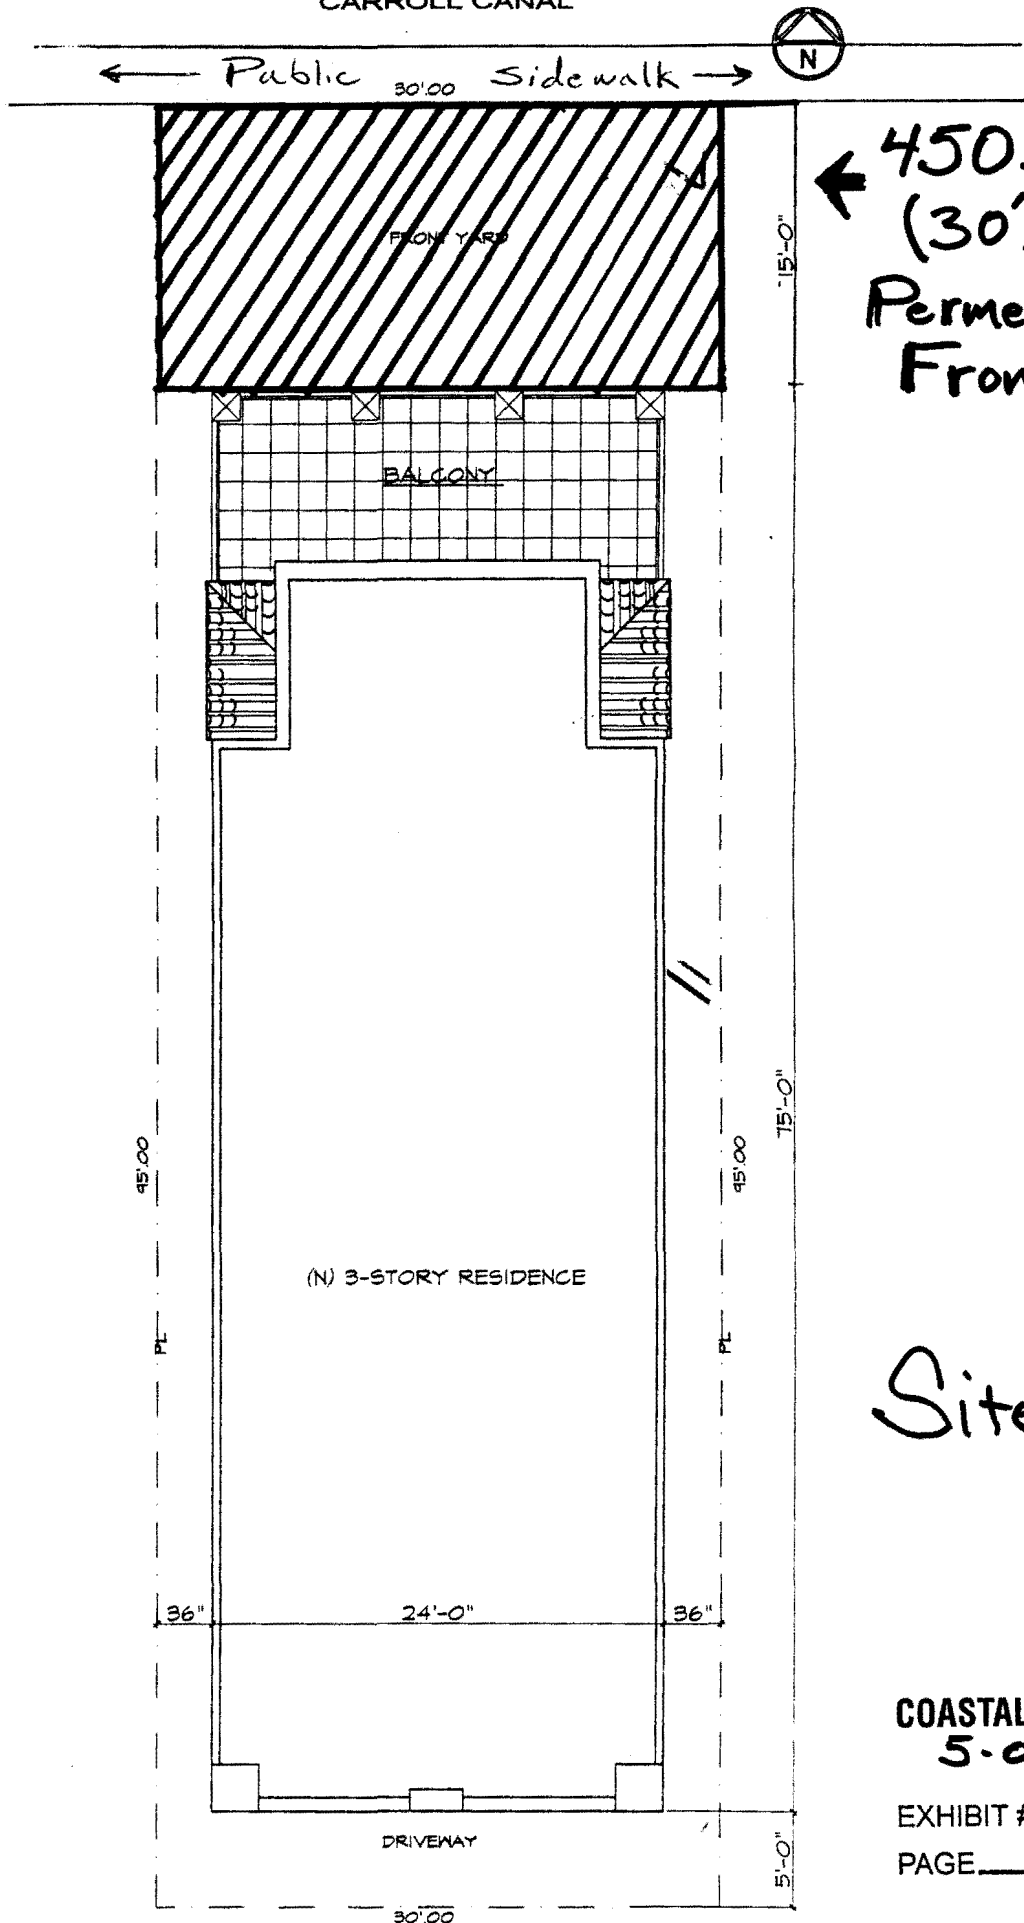 CARROLL CANAL
N
← Public Sidewalk →
30'.00
450.
(30'
FRONT YARD
15'-0"
Perme
Fron
BALCONY
75'-0"
95'.00
95'.00
(N) 3-STORY RESIDENCE
PL
PL
Site
36"
24'-0"
36"
COASTAL
5-0
EXHIBIT #
DRIVEWAY
PAGE
5'-0"
30'.00